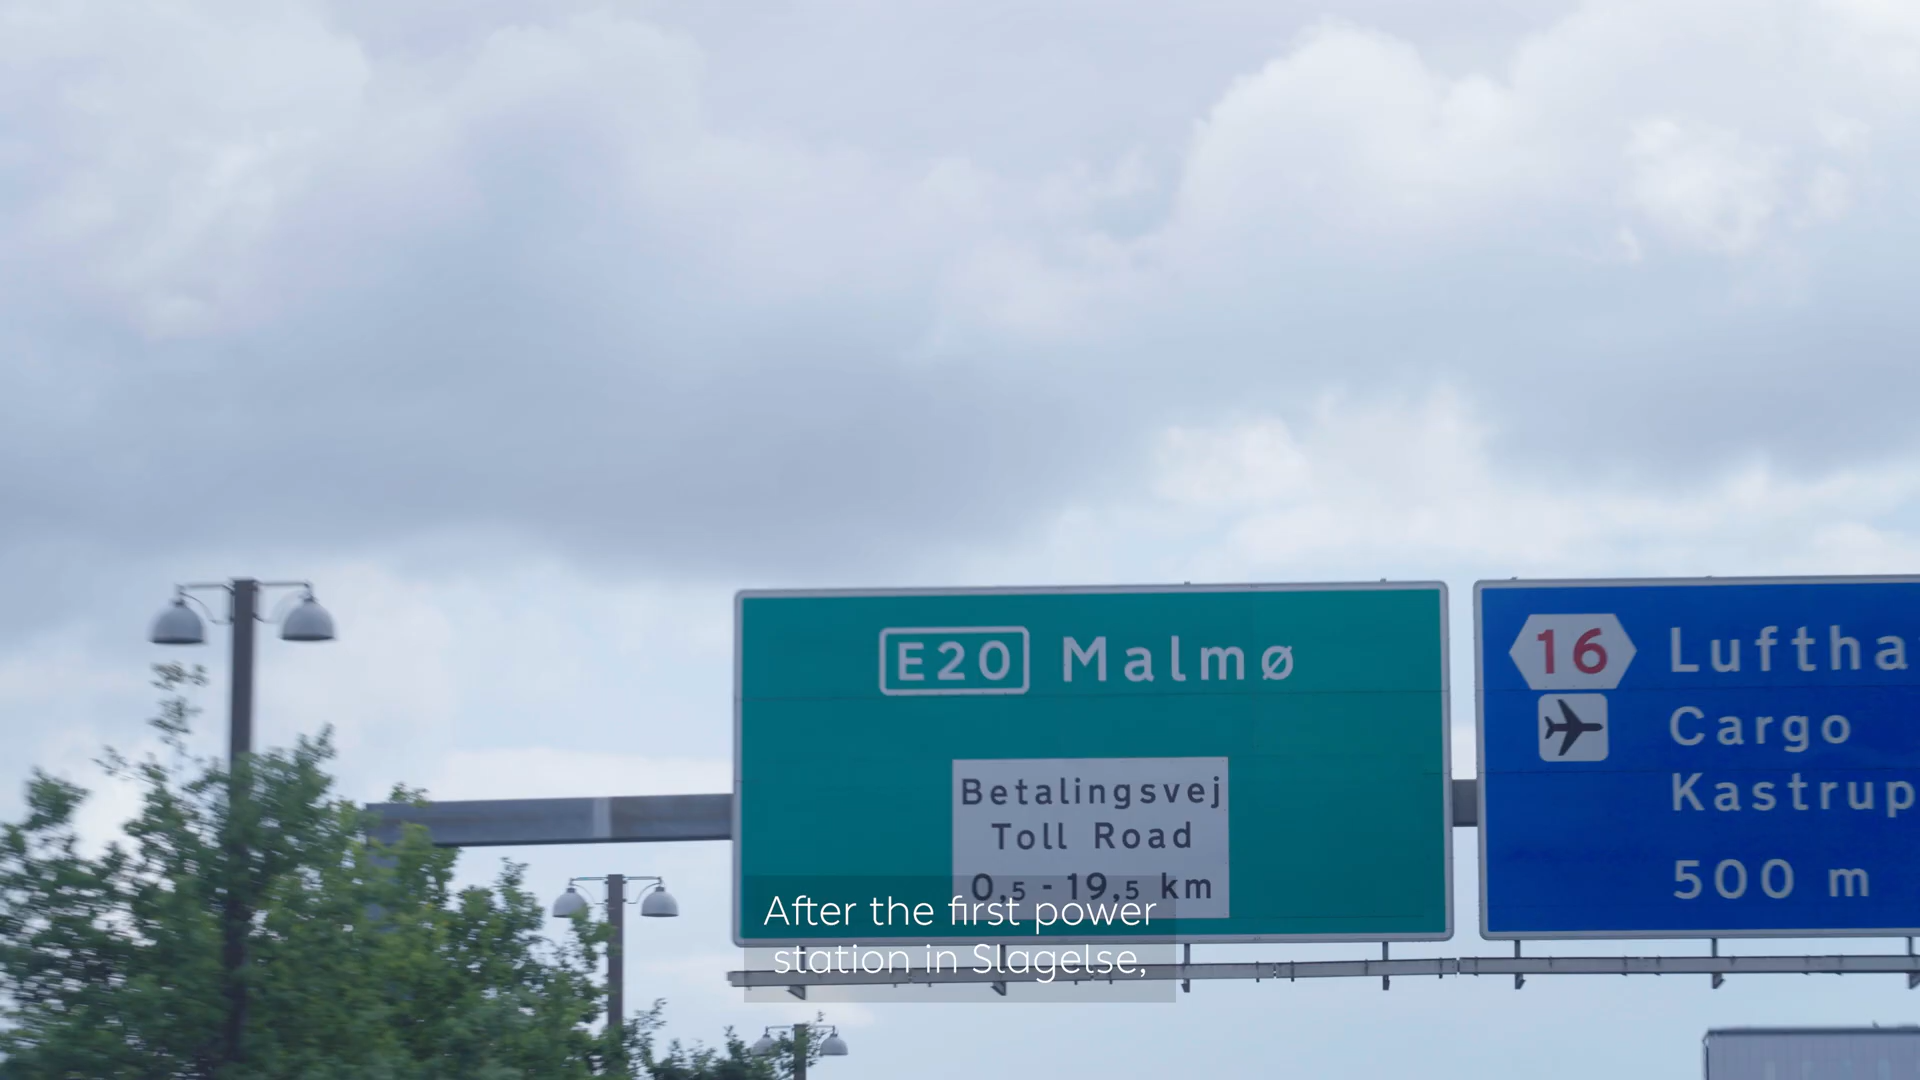 E20 Malmø
Betalingsvej
Toll Road
0,5 - 19,5 km
16 Luftha
Cargo
Kastrup
500 m
After the first power
station in Slagelse,